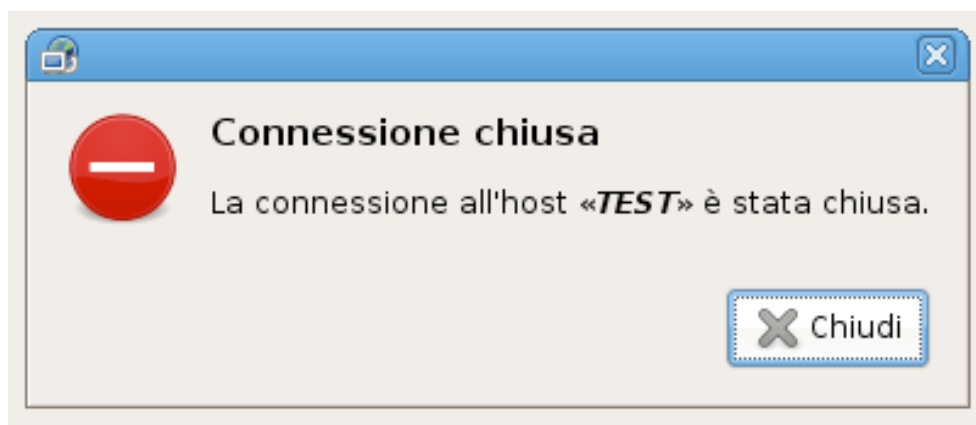 Connessione chiusa
La connessione all'host «TEST» è stata chiusa.
Chiudi